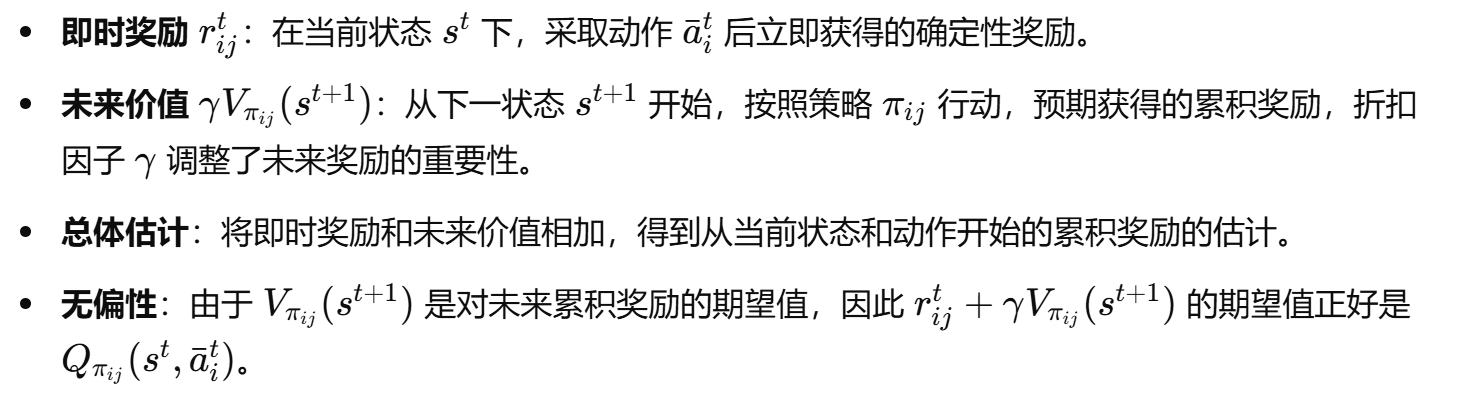 • 即时奖励 $r_{ij}^t$：在当前状态 $s^t$ 下，采取动作 $\bar{a}_i^t$ 后立即获得的确定性奖励。
• 未来价值 $\gamma V_{\pi_{ij}}(s^{t+1})$：从下一状态 $s^{t+1}$ 开始，按照策略 $\pi_{ij}$ 行动，预期获得的累积奖励，折扣
因子 $\gamma$ 调整了未来奖励的重要性。
• 总体估计：将即时奖励和未来价值相加，得到从当前状态和动作开始的累积奖励的估计。
• 无偏性：由于 $V_{\pi_{ij}}(s^{t+1})$ 是对未来累积奖励的期望值，因此 $r_{ij}^t + \gamma V_{\pi_{ij}}(s^{t+1})$ 的期望值正好是
$Q_{\pi_{ij}}(s^t, \bar{a}_i^t)$。